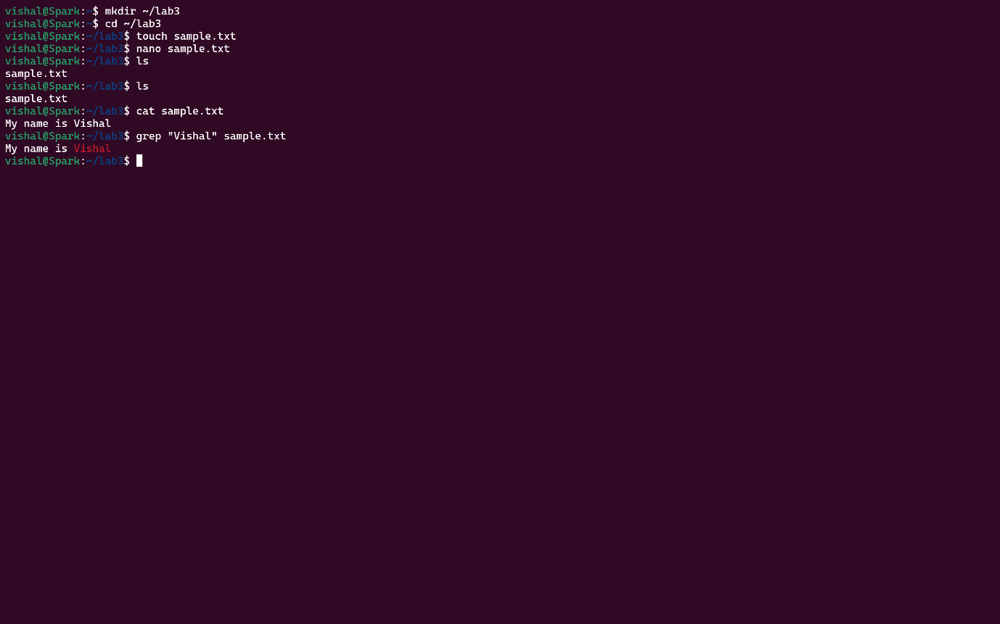 vishal@Spark:~$ mkdir ~/lab3
vishal@Spark:~$ cd ~/lab3
vishal@Spark:~/lab3$ touch sample.txt
vishal@Spark:~/lab3$ nano sample.txt
vishal@Spark:~/lab3$ ls
sample.txt
vishal@Spark:~/lab3$ ls
sample.txt
vishal@Spark:~/lab3$ cat sample.txt
My name is Vishal
vishal@Spark:~/lab3$ grep "Vishal" sample.txt
My name is Vishal
vishal@Spark:~/lab3$